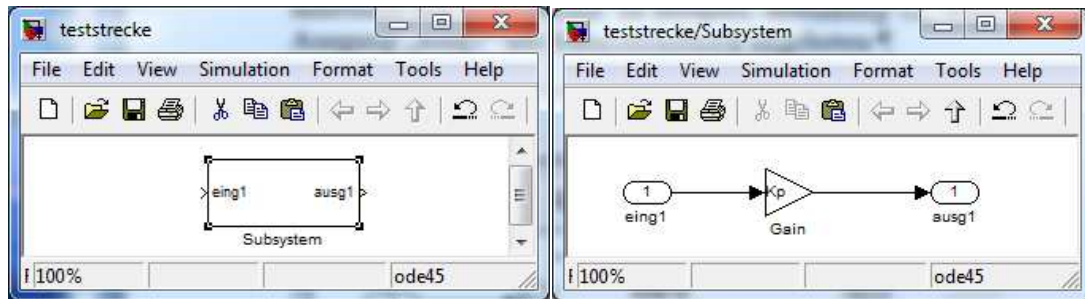 teststrecke
File Edit View Simulation Format Tools Help
eing1 ausg1
Subsystem
100% ode45
teststrecke/Subsystem
File Edit View Simulation Format Tools Help
1 Kp 1
eing1 Gain ausg1
100% ode45